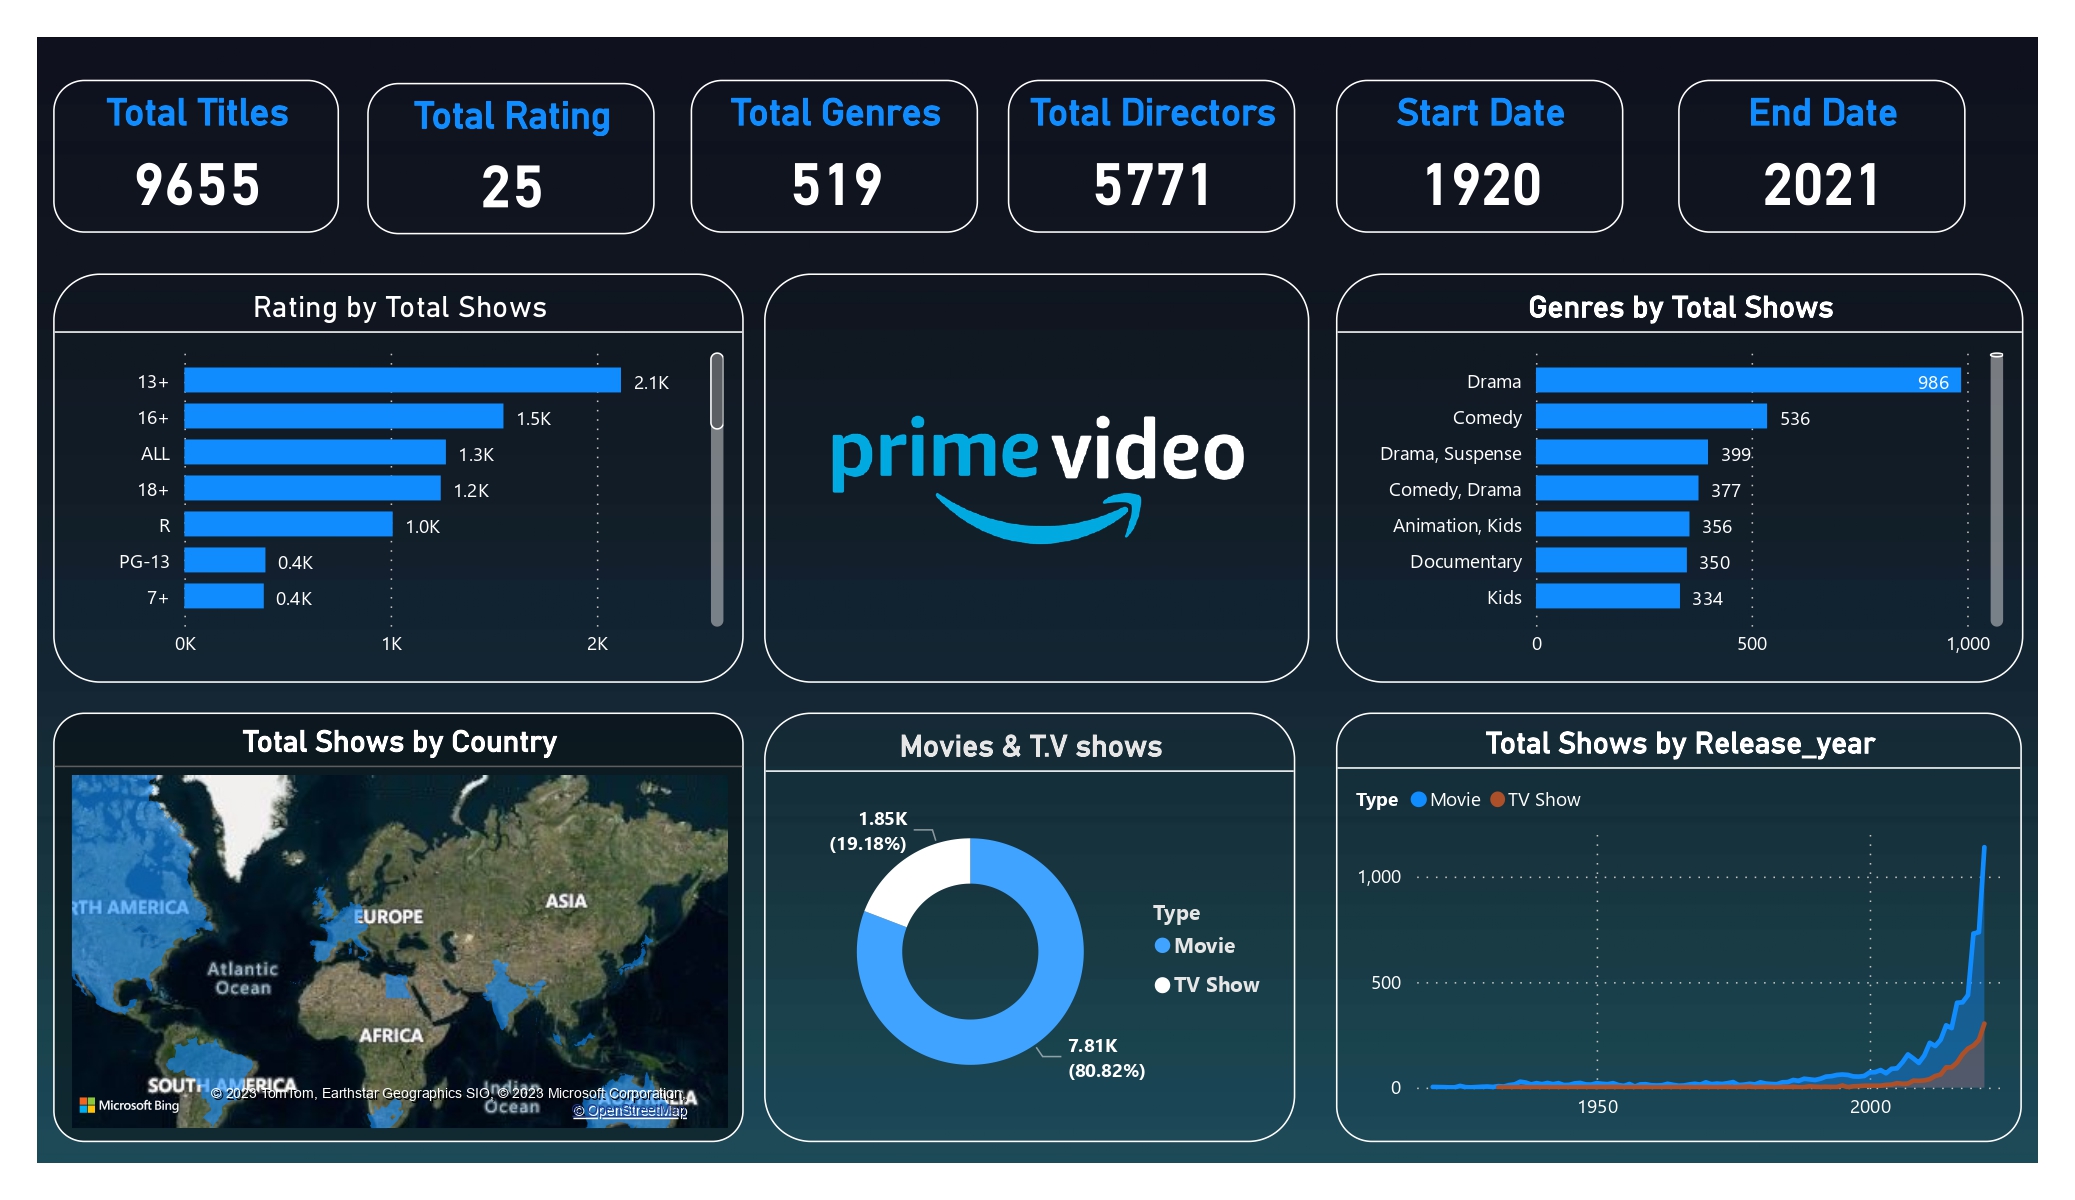 Total Titles
9655
Total Rating
25
Total Genres
519
Total Directors
5771
Start Date
1920
End Date
2021
Rating by Total Shows
13+ 2.1K
16+ 1.5K
ALL 1.3K
18+ 1.2K
R 1.0K
PG-13 0.4K
7+ 0.4K
0K 1K 2K
prime video
Genres by Total Shows
Drama 986
Comedy 536
Drama, Suspense 399
Comedy, Drama 377
Animation, Kids 356
Documentary 350
Kids 334
0 500 1,000
Total Shows by Country
RTH AMERICA
EUROPE
ASIA
Atlantic
Ocean
AFRICA
SOUTH AMERICA
Indian
Ocean
AUSTRALIA
Microsoft Bing
© 2023 TomTom, Earthstar Geographics SIO, © 2023 Microsoft Corporation,
© OpenStreetMap
Movies & T.V shows
1.85K
(19.18%)
7.81K
(80.82%)
Type
Movie
TV Show
Total Shows by Release_year
Type Movie TV Show
1,000
500
0
1950 2000